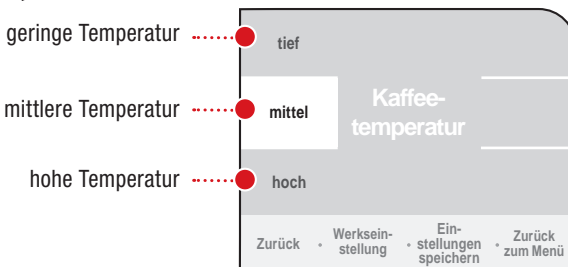 geringe Temperatur
tief
mittlere Temperatur
mittel
Kaffee-
temperatur
hohe Temperatur
hoch
Zurück • Werksein-
stellung • Ein-
stellungen
speichern • Zurück
zum Menü